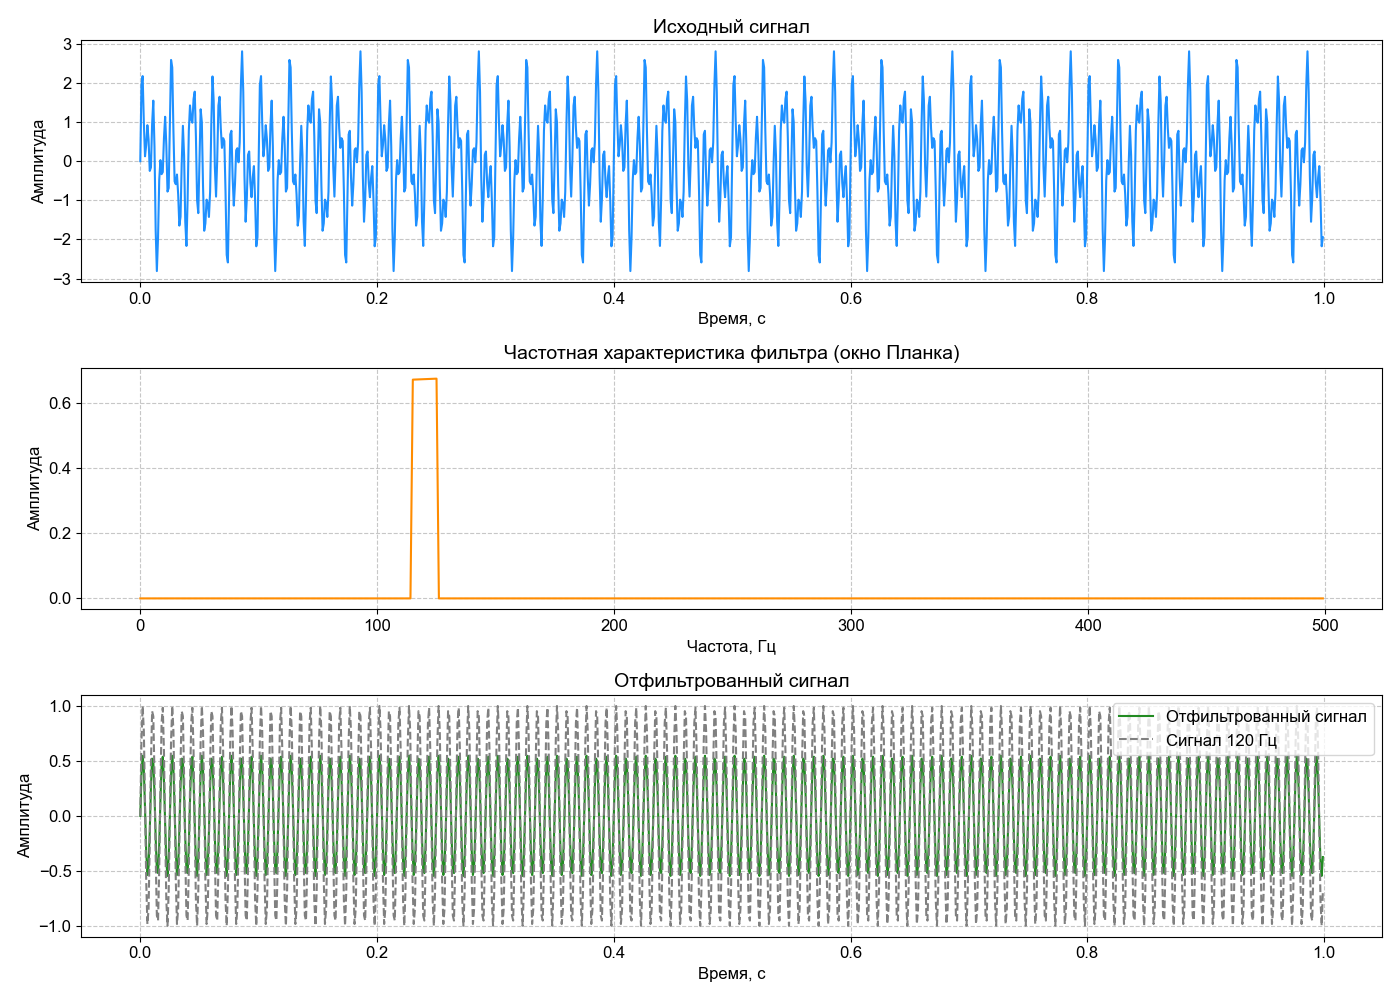 Исходный сигнал
Амплитуда
3
2
1
0
−1
−2
−3
0.0 0.2 0.4 0.6 0.8 1.0
Время, с
Частотная характеристика фильтра (окно Планка)
Амплитуда
0.6
0.4
0.2
0.0
0 100 200 300 400 500
Частота, Гц
Отфильтрованный сигнал
Амплитуда
1.0
0.5
0.0
−0.5
−1.0
Отфильтрованный сигнал
Сигнал 120 Гц
0.0 0.2 0.4 0.6 0.8 1.0
Время, с